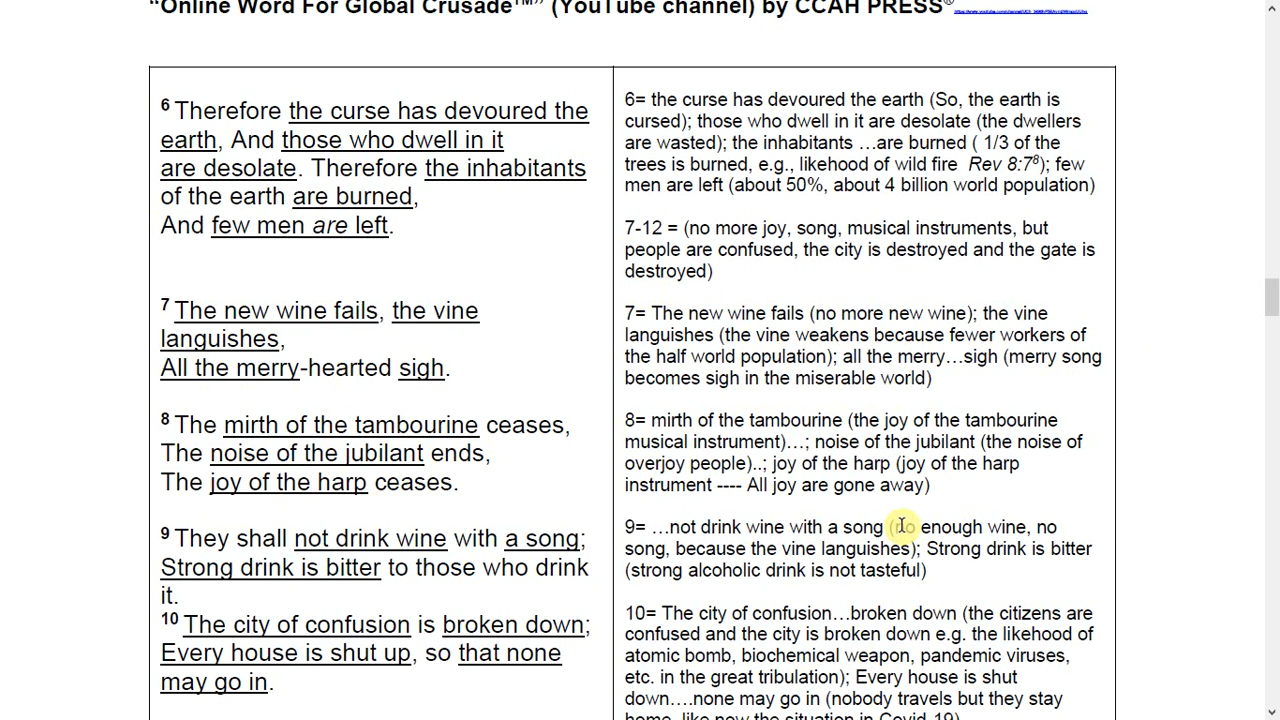 “Online Word For Global Crusade™” (YouTube channel) by CCAH PRESS®
6 Therefore the curse has devoured the
earth, And those who dwell in it
are desolate. Therefore the inhabitants
of the earth are burned,
And few men are left.
7 The new wine fails, the vine
languishes,
All the merry-hearted sigh.
8 The mirth of the tambourine ceases,
The noise of the jubilant ends,
The joy of the harp ceases.
9 They shall not drink wine with a song;
Strong drink is bitter to those who drink
it.
10 The city of confusion is broken down;
Every house is shut up, so that none
may go in.
6= the curse has devoured the earth (So, the earth is
cursed); those who dwell in it are desolate (the dwellers
are wasted); the inhabitants …are burned ( 1/3 of the
trees is burned, e.g., likehood of wild fire Rev 8:7⁸); few
men are left (about 50%, about 4 billion world population)
7-12 = (no more joy, song, musical instruments, but
people are confused, the city is destroyed and the gate is
destroyed)
7= The new wine fails (no more new wine); the vine
languishes (the vine weakens because fewer workers of
the half world population); all the merry…sigh (merry song
becomes sigh in the miserable world)
8= mirth of the tambourine (the joy of the tambourine
musical instrument)…; noise of the jubilant (the noise of
overjoy people)..; joy of the harp (joy of the harp
instrument ---- All joy are gone away)
9= …not drink wine with a song (no enough wine, no
song, because the vine languishes); Strong drink is bitter
(strong alcoholic drink is not tasteful)
10= The city of confusion…broken down (the citizens are
confused and the city is broken down e.g. the likehood of
atomic bomb, biochemical weapon, pandemic viruses,
etc. in the great tribulation); Every house is shut
down….none may go in (nobody travels but they stay
home, like now the situation in Covid-19)